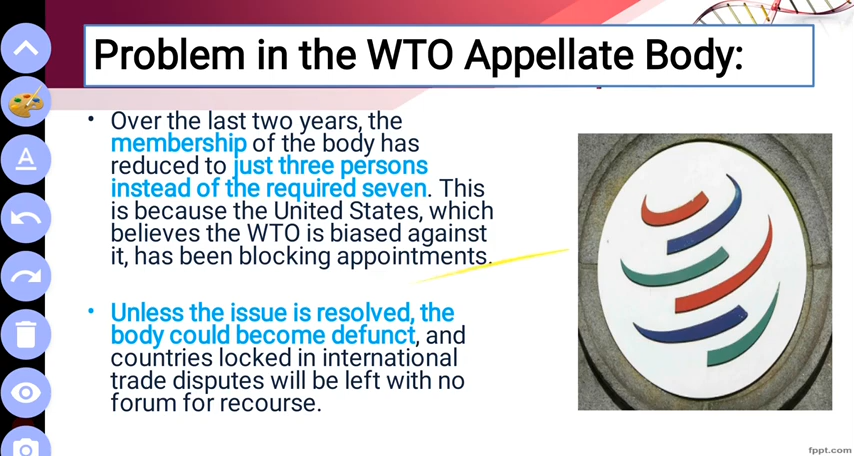 Problem in the WTO Appellate Body:
• Over the last two years, the
membership of the body has
reduced to just three persons
instead of the required seven. This
is because the United States, which
believes the WTO is biased against
it, has been blocking appointments.
• Unless the issue is resolved, the
body could become defunct, and
countries locked in international
trade disputes will be left with no
forum for recourse.
fppt.com